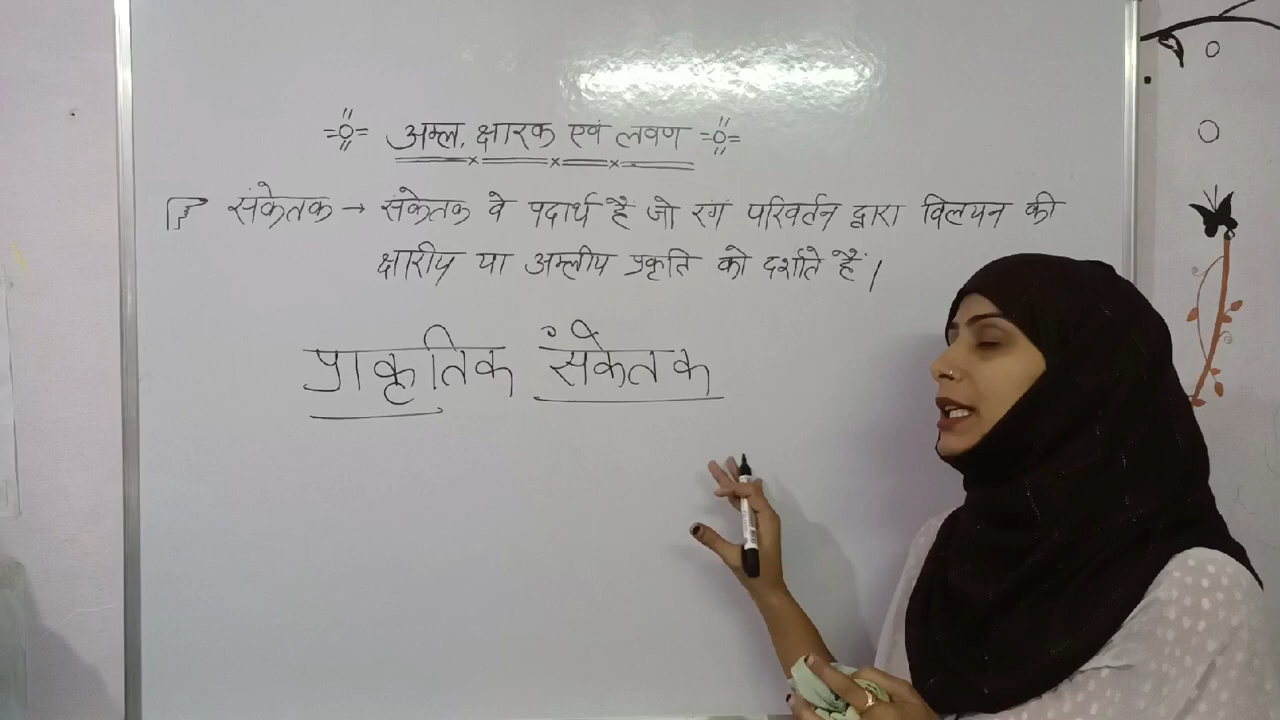 अम्ल, क्षारक एवं लवण
संकेतक → संकेतक वे पदार्थ हैं जो रंग परिवर्तन द्वारा विलयन की
क्षारीय या अम्लीय प्रकृति को दर्शाते हैं।
प्राकृतिक संकेतक